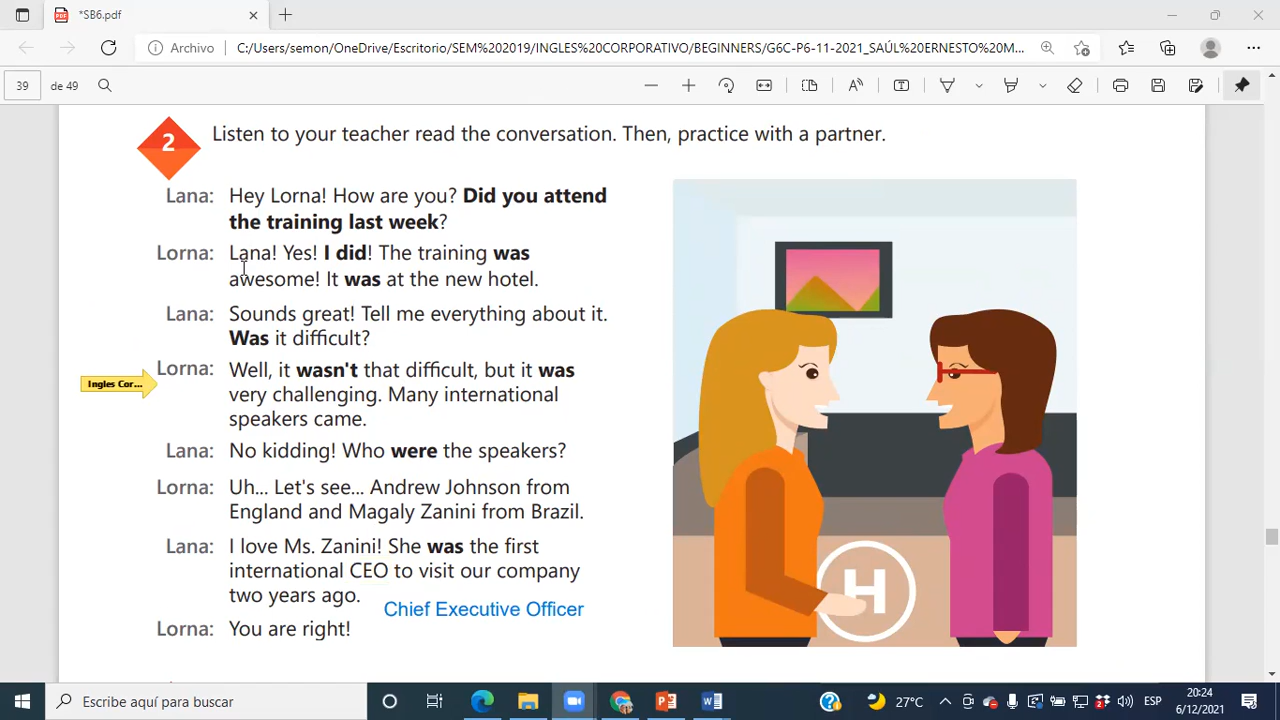 *SB6.pdf
Archivo
C:/Users/semon/OneDrive/Escritorio/SEM%202019/INGLES%20CORPORATIVO/BEGINNERS/G6C-P6-11-2021_SAÚL%20ERNESTO%20M...
39 de 49
2 Listen to your teacher read the conversation. Then, practice with a partner.
Lana: Hey Lorna! How are you? Did you attend
the training last week?
Lorna: Lana! Yes! I did! The training was
awesome! It was at the new hotel.
Lana: Sounds great! Tell me everything about it.
Was it difficult?
Lorna: Well, it wasn't that difficult, but it was
Ingles Cor...
very challenging. Many international
speakers came.
Lana: No kidding! Who were the speakers?
Lorna: Uh... Let's see... Andrew Johnson from
England and Magaly Zanini from Brazil.
Lana: I love Ms. Zanini! She was the first
international CEO to visit our company
two years ago.
Chief Executive Officer
Lorna: You are right!
H
Escribe aquí para buscar
27°C
ESP
20:24
6/12/2021